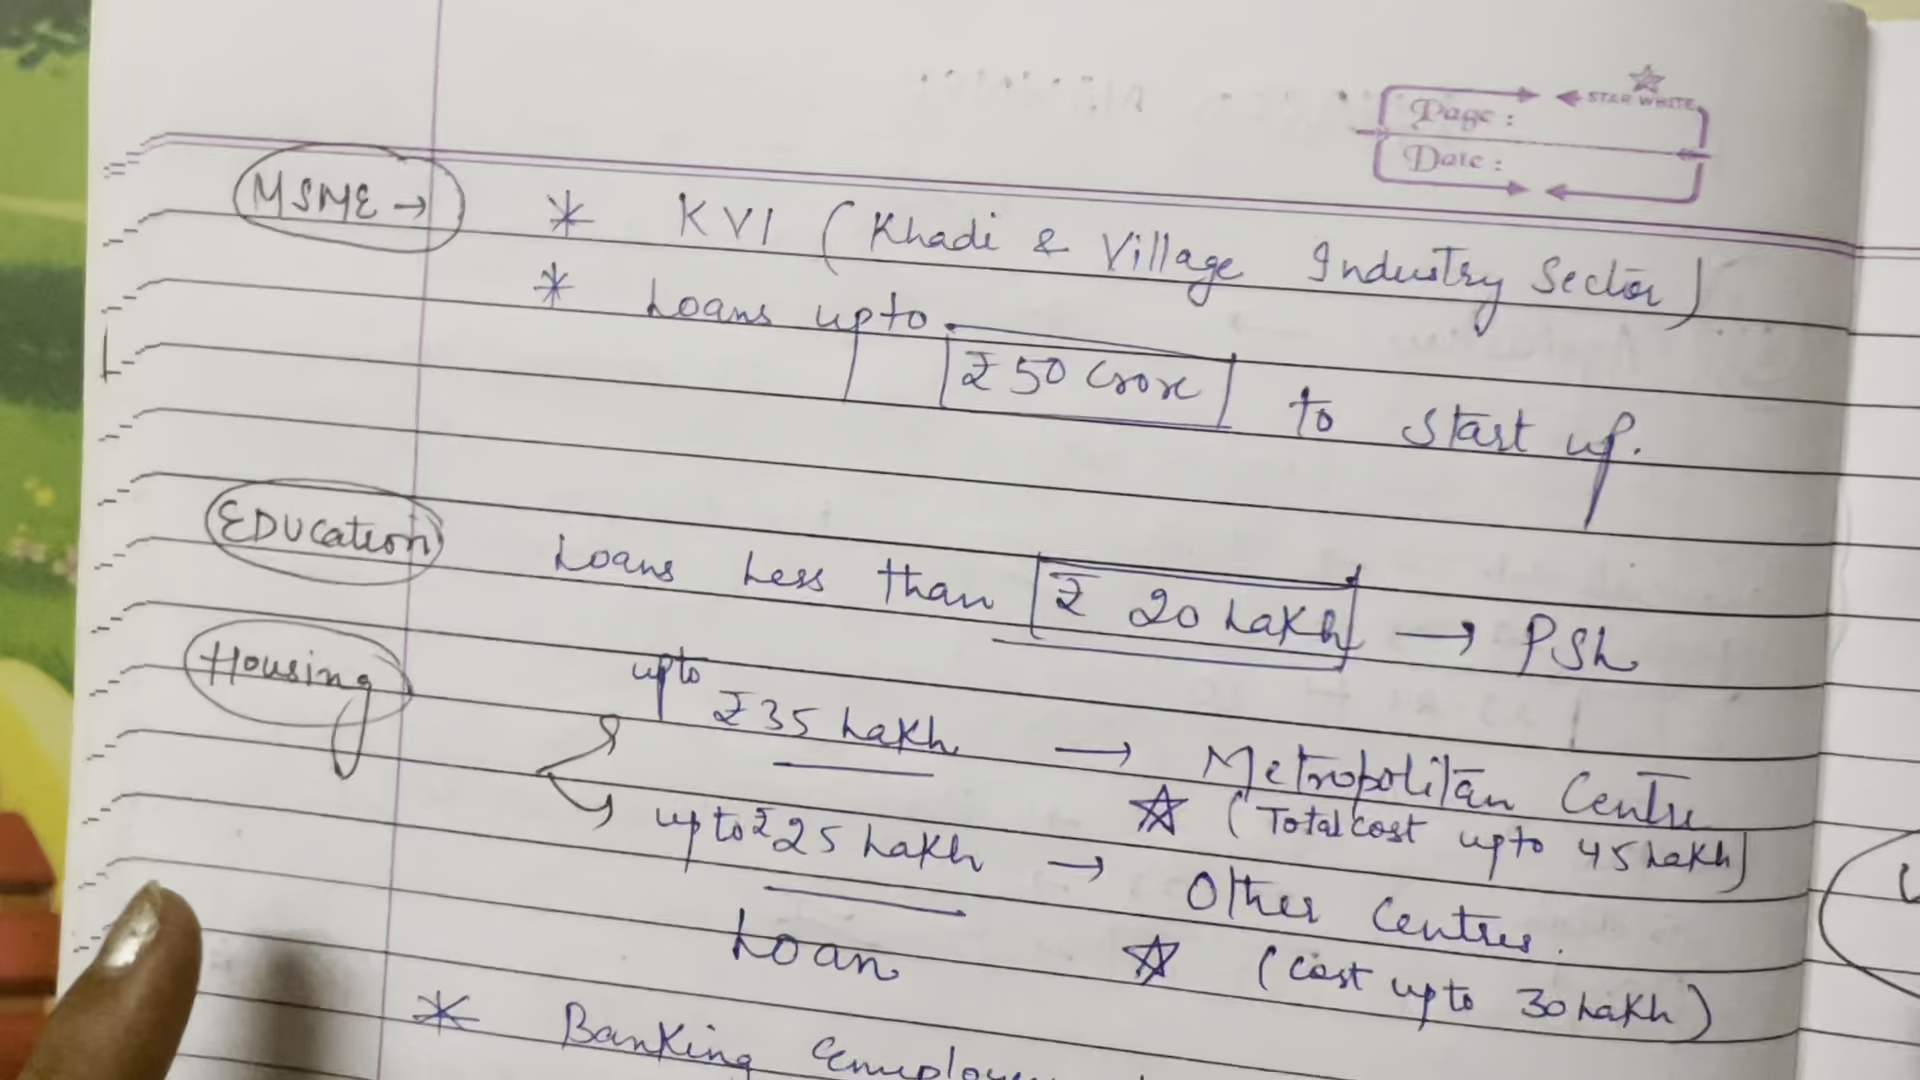 STAR WHITE
Page :
Date :
MSME → * KVI (Khadi & Village Industry Sector)
* Loans upto ₹ 50 crore to start up.
EDUcation Loans Less than ₹ 20 Lakh → PSL
Housing upto ₹35 Lakh → Metropolitan Centre
☆ (Total cost upto 45 Lakh)
upto ₹25 Lakh → Other Centres.
Loan ☆ (Cost upto 30 Lakh)
* Banking